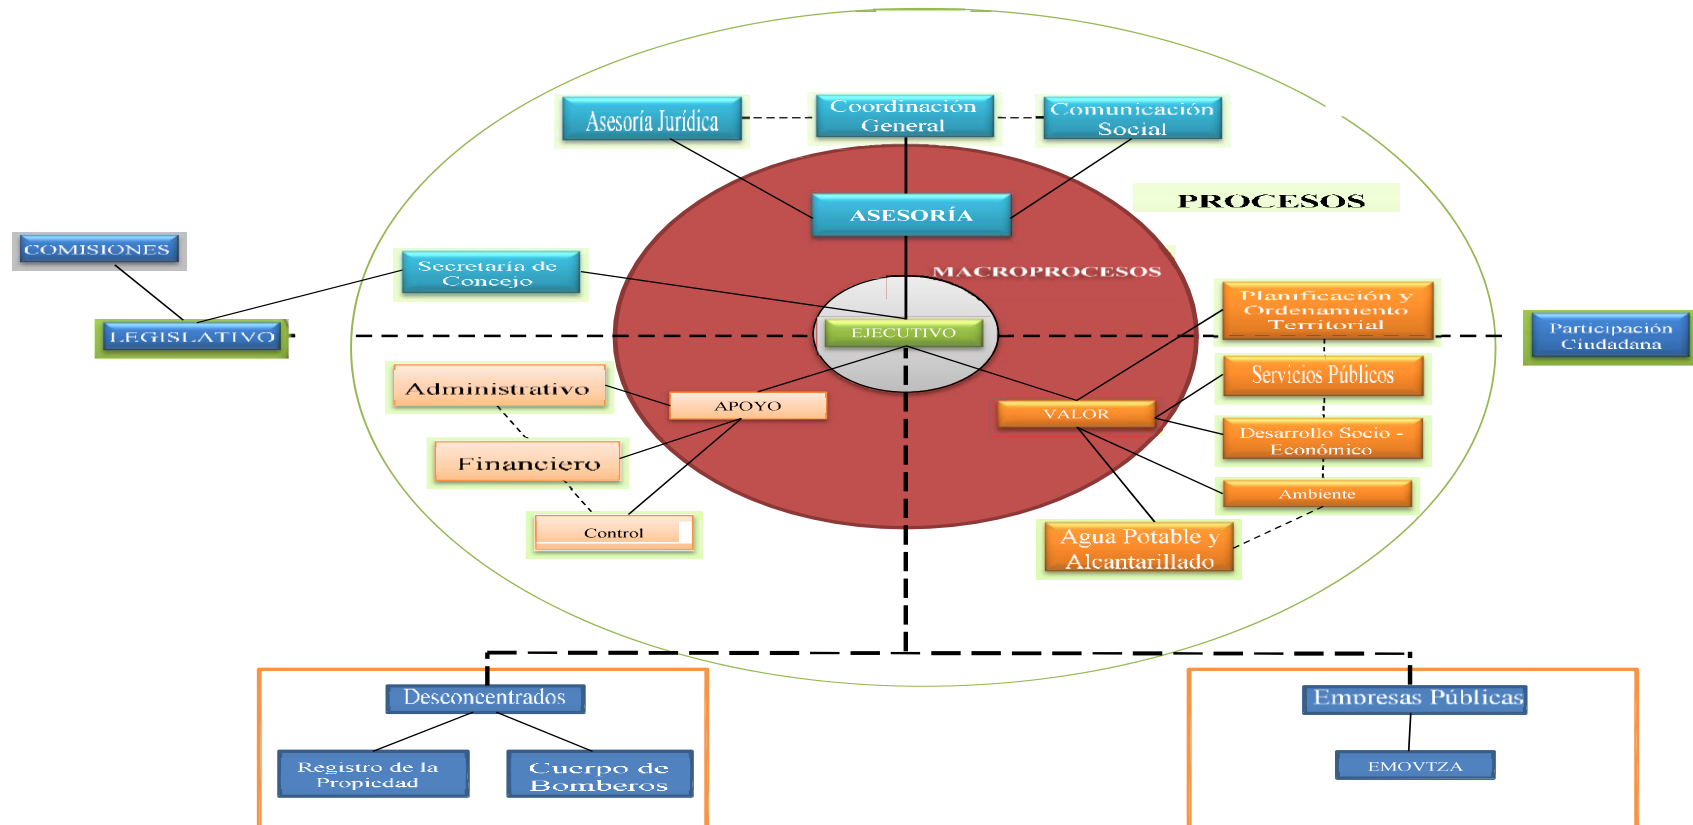 Asesoría Jurídica
Coordinación
General
Comunicación
Social
PROCESOS
ASESORÍA
COMISIONES
Secretaría de
Concejo
MACROPROCESOS
LEGISLATIVO
EJECUTIVO
Planificación y
Ordenamiento
Territorial
Participación
Ciudadana
Servicios Públicos
Administrativo
APOYO
VALOR
Desarrollo Socio -
Económico
Financiero
Ambiente
Control
Agua Potable y
Alcantarillado
Desconcentrados
Empresas Públicas
Registro de la
Propiedad
Cuerpo de
Bomberos
EMOVTZA